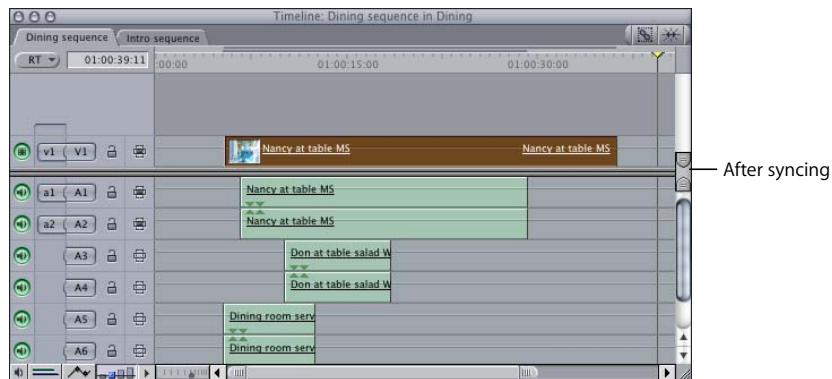 Timeline: Dining sequence in Dining
Dining sequence Intro sequence
RT 01:00:39:11 :00:00 01:00:15:00 01:00:30:00
v1 V1 Nancy at table MS Nancy at table MS
After syncing
a1 A1 Nancy at table MS
a2 A2 Nancy at table MS
A3 Don at table salad W
A4 Don at table salad W
A5 Dining room serv
A6 Dining room serv